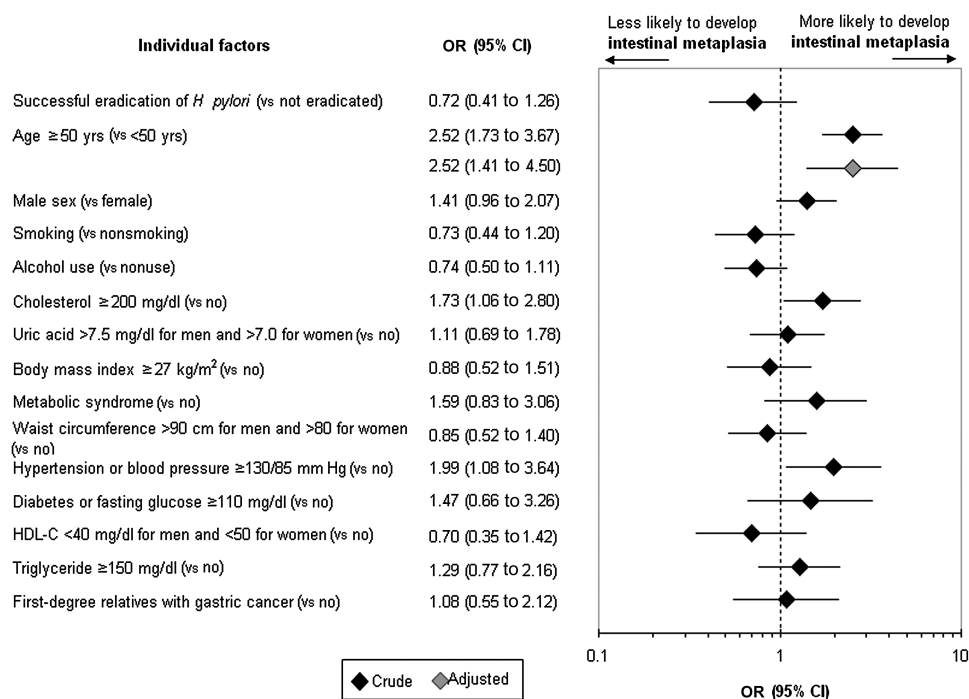 Individual factors OR (95% CI) Less likely to develop More likely to develop
intestinal metaplasia intestinal metaplasia
Successful eradication of H pylori (vs not eradicated) 0.72 (0.41 to 1.26)
Age ≥50 yrs (vs <50 yrs) 2.52 (1.73 to 3.67)
2.52 (1.41 to 4.50)
Male sex (vs female) 1.41 (0.96 to 2.07)
Smoking (vs nonsmoking) 0.73 (0.44 to 1.20)
Alcohol use (vs nonuse) 0.74 (0.50 to 1.11)
Cholesterol ≥200 mg/dl (vs no) 1.73 (1.06 to 2.80)
Uric acid >7.5 mg/dl for men and >7.0 for women (vs no) 1.11 (0.69 to 1.78)
Body mass index ≥27 kg/m² (vs no) 0.88 (0.52 to 1.51)
Metabolic syndrome (vs no) 1.59 (0.83 to 3.06)
Waist circumference >90 cm for men and >80 for women 0.85 (0.52 to 1.40)
(vs no)
Hypertension or blood pressure ≥130/85 mm Hg (vs no) 1.99 (1.08 to 3.64)
Diabetes or fasting glucose ≥110 mg/dl (vs no) 1.47 (0.66 to 3.26)
HDL-C <40 mg/dl for men and <50 for women (vs no) 0.70 (0.35 to 1.42)
Triglyceride ≥150 mg/dl (vs no) 1.29 (0.77 to 2.16)
First-degree relatives with gastric cancer (vs no) 1.08 (0.55 to 2.12)
0.1 1 10
Crude Adjusted
OR (95% CI)